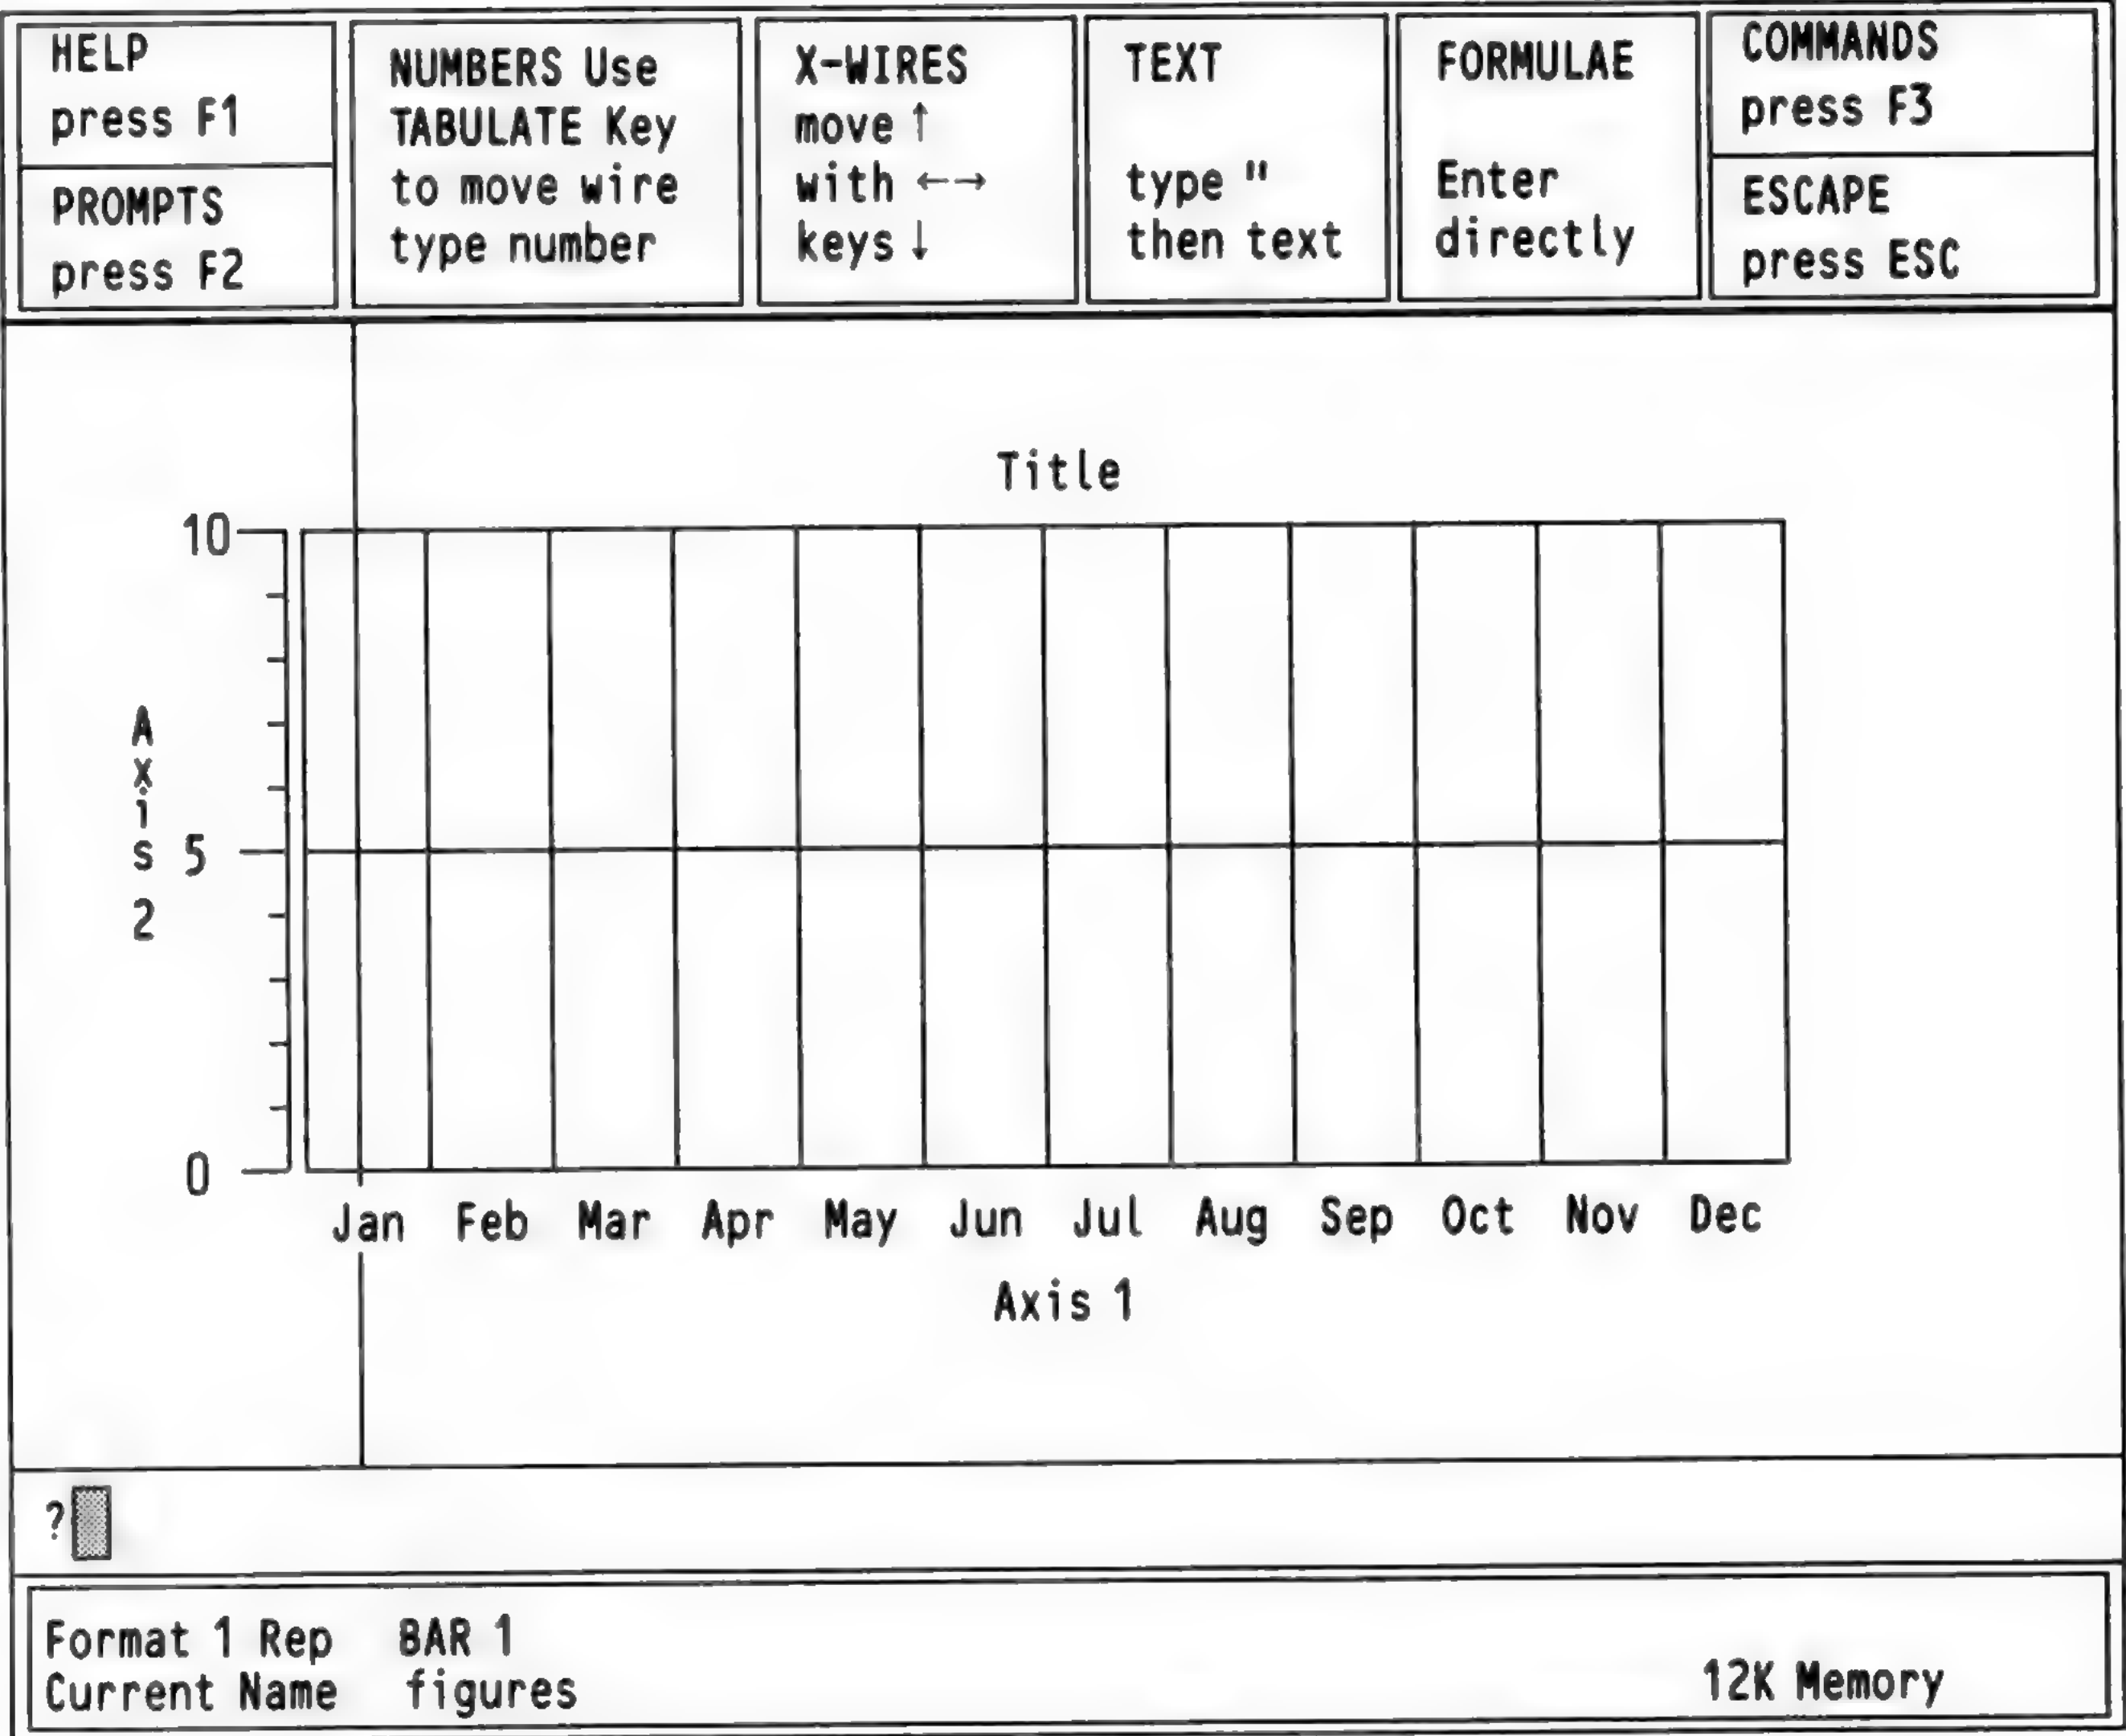 HELP
press F1
PROMPTS
press F2
NUMBERS Use
TABULATE Key
to move wire
type number
X-WIRES
move ↑
with ←→
keys ↓
TEXT
type "
then text
FORMULAE
Enter
directly
COMMANDS
press F3
ESCAPE
press ESC
Title
10
5
0
Axis 2
Jan Feb Mar Apr May Jun Jul Aug Sep Oct Nov Dec
Axis 1
?
Format 1 Rep BAR 1
Current Name figures
12K Memory